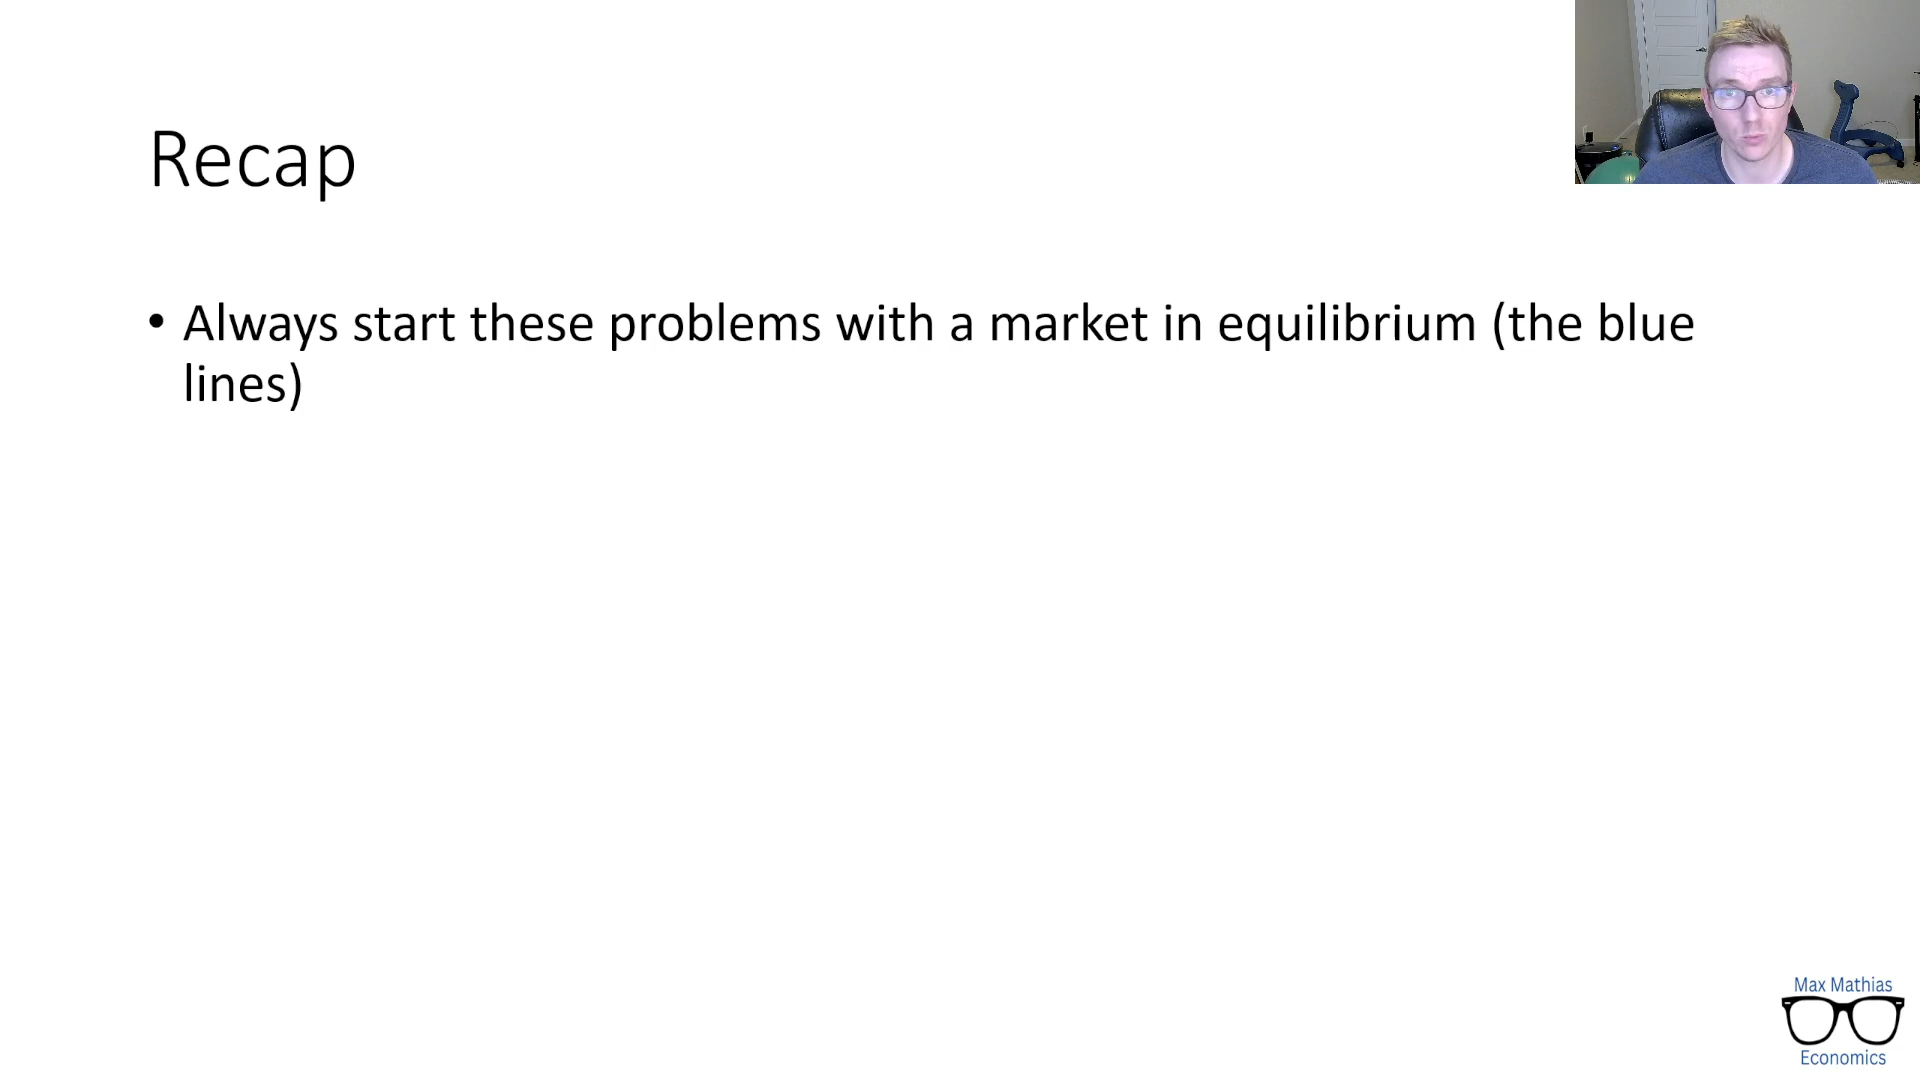 Recap
• Always start these problems with a market in equilibrium (the blue
lines)
Max Mathias
Economics